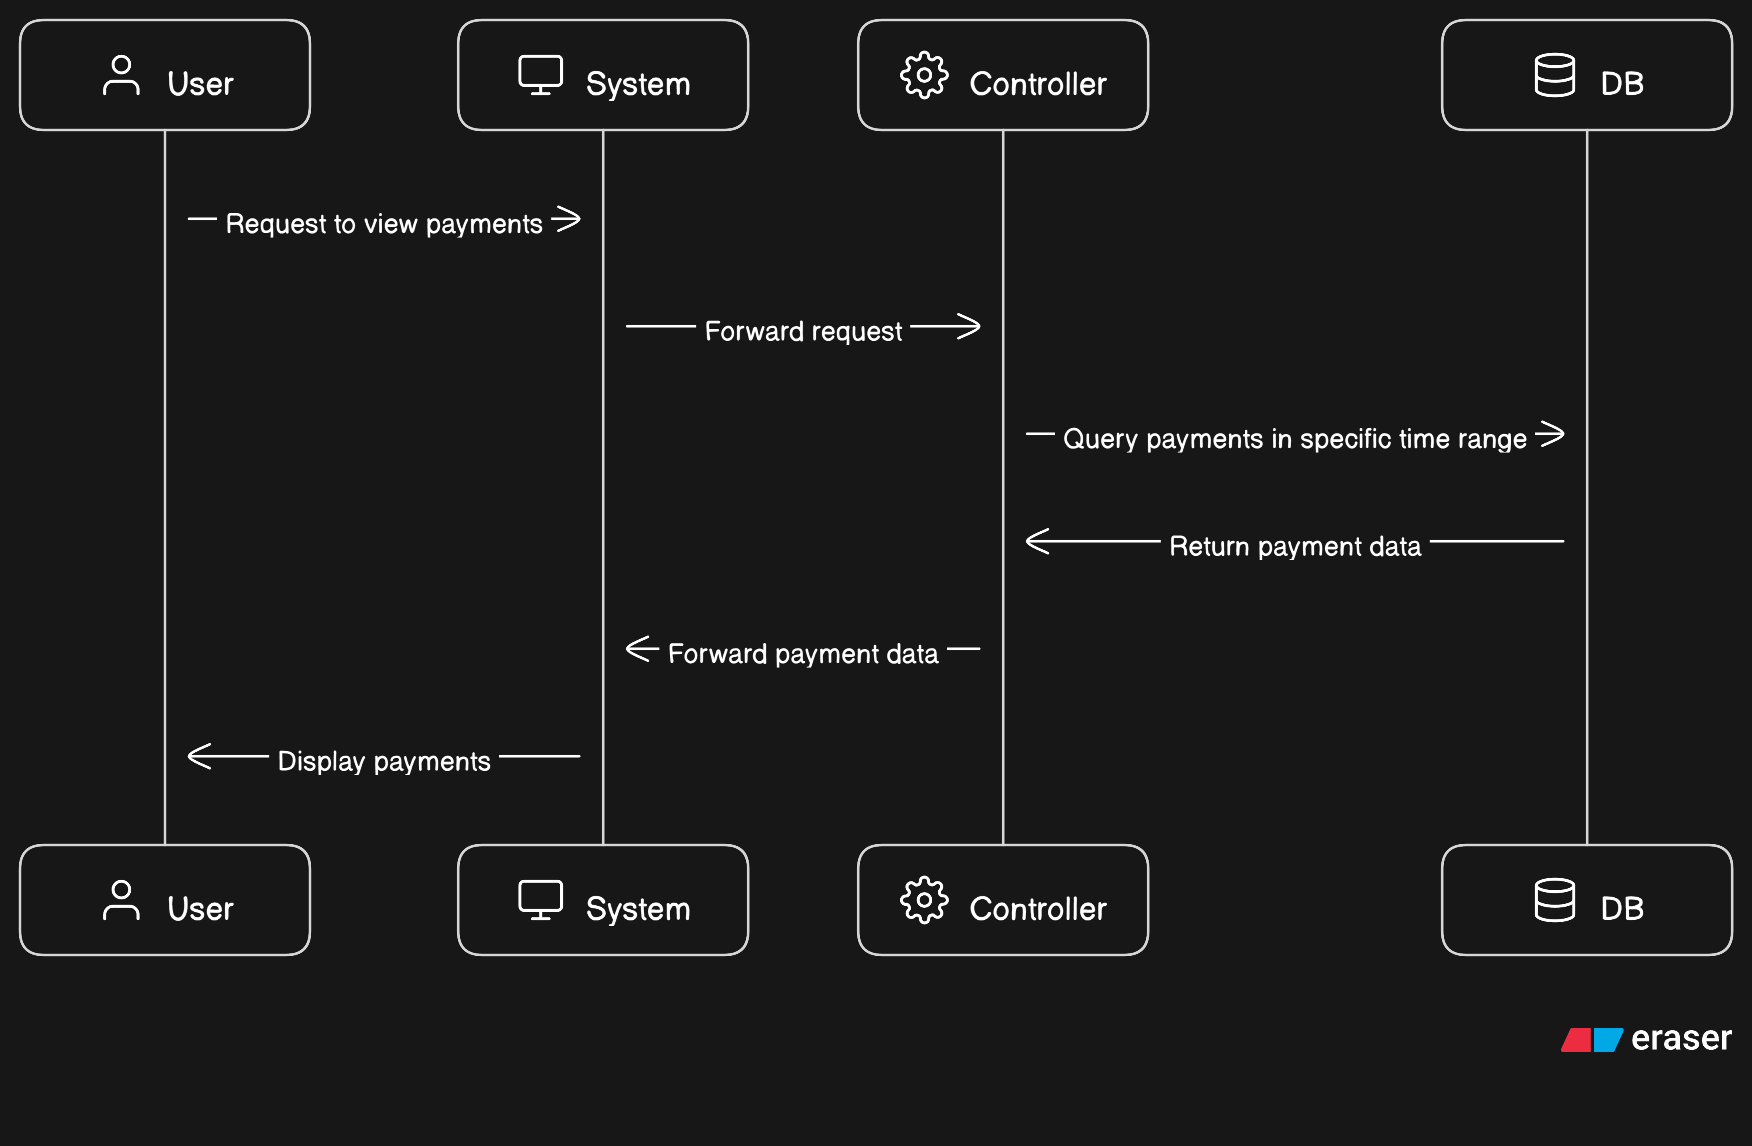 User
System
Controller
DB
Request to view payments
Forward request
Query payments in specific time range
Return payment data
Forward payment data
Display payments
User
System
Controller
DB
eraser